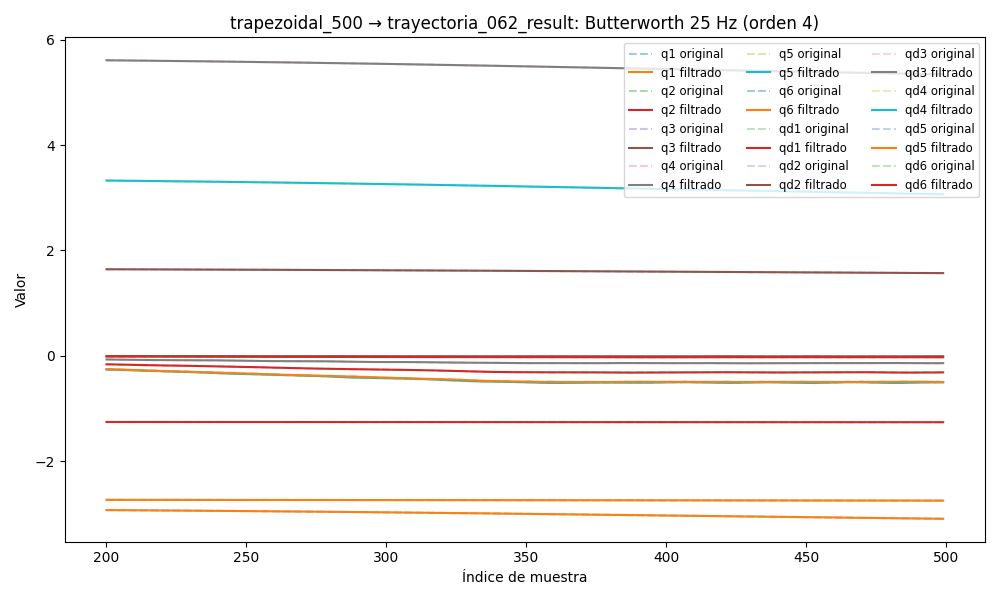 trapezoidal_500 → trayectoria_062_result: Butterworth 25 Hz (orden 4)
q1 original
q1 filtrado
q2 original
q2 filtrado
q3 original
q3 filtrado
q4 original
q4 filtrado
q5 original
q5 filtrado
q6 original
q6 filtrado
qd1 original
qd1 filtrado
qd2 original
qd2 filtrado
qd3 original
qd3 filtrado
qd4 original
qd4 filtrado
qd5 original
qd5 filtrado
qd6 original
qd6 filtrado
Valor
6
4
2
0
−2
200
250
300
350
400
450
500
Índice de muestra